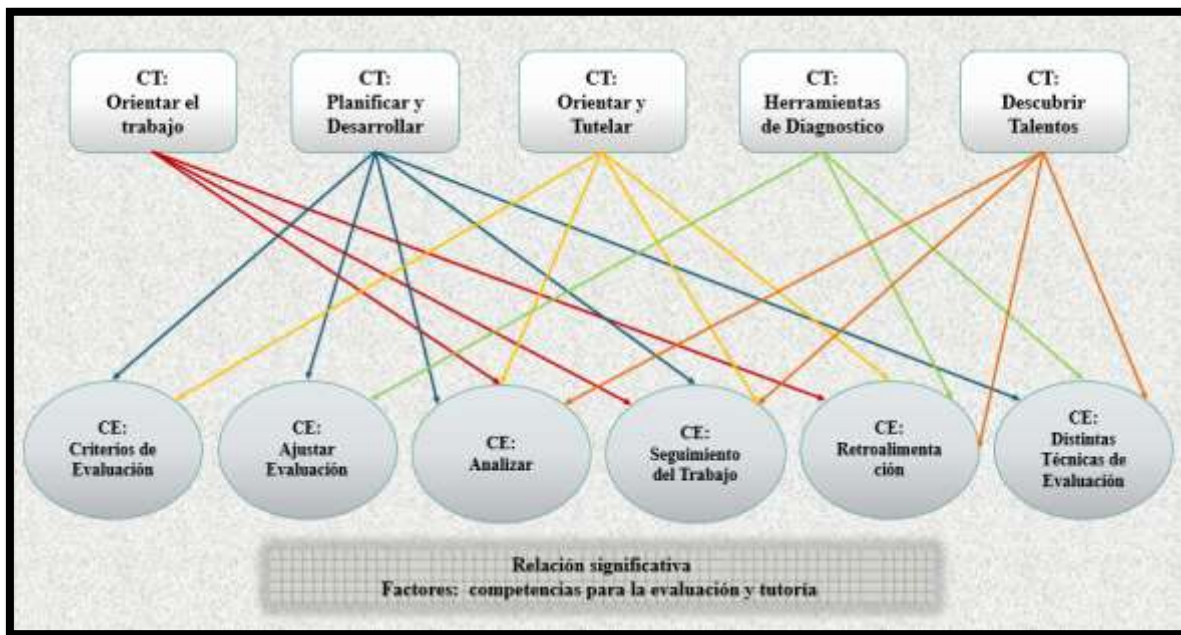 CT:
Orientar el
trabajo
CT:
Planificar y
Desarrollar
CT:
Orientar y
Tutelar
CT:
Herramientas
de Diagnostico
CT:
Descubrir
Talentos
CE:
Criterios de
Evaluación
CE:
Ajustar
Evaluación
CE:
Analizar
CE:
Seguimiento
del Trabajo
CE:
Retroalimenta
ción
CE:
Distintas
Técnicas de
Evaluación
Relación significativa
Factores: competencias para la evaluación y tutoría